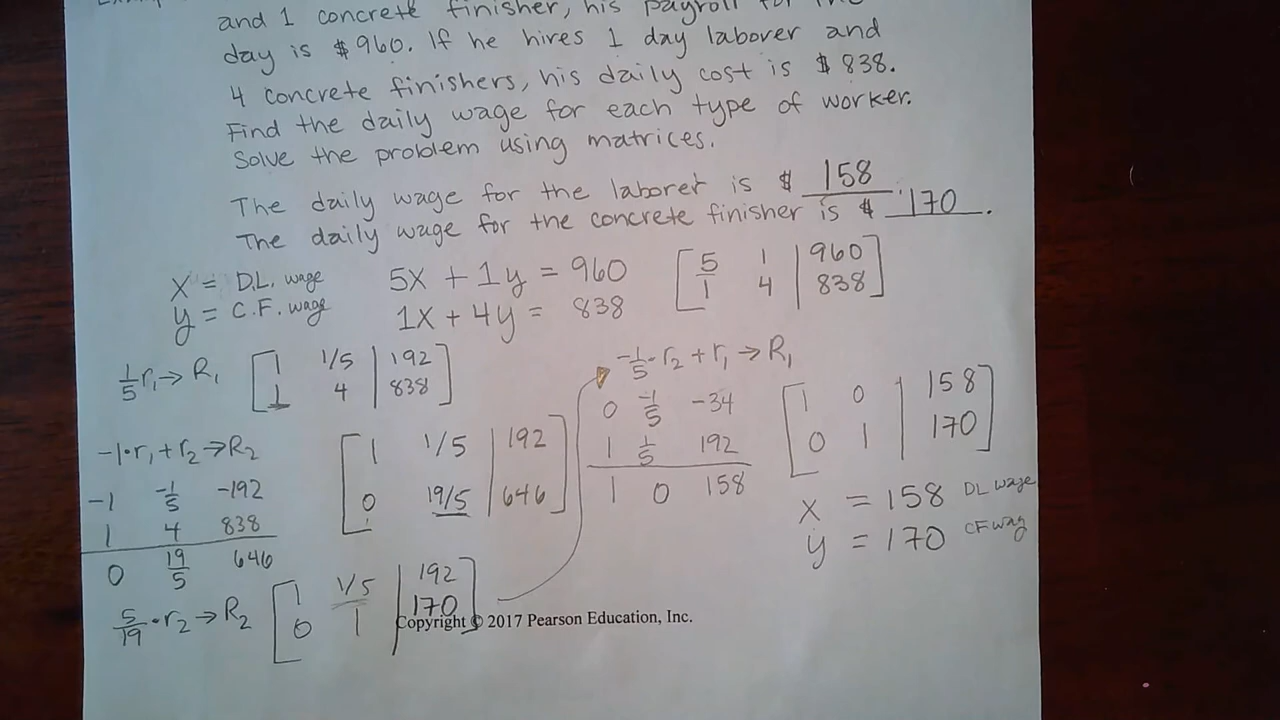 and 1 concrete finisher, his payroll for the
day is $960. If he hires 1 day laborer and
4 concrete finishers, his daily cost is $838.
Find the daily wage for each type of worker.
Solve the problem using matrices.
The daily wage for the laborer is $ 158.
The daily wage for the concrete finisher is $ 170.
x = D.L. wage
y = C.F. wage
5x + 1y = 960
1x + 4y = 838
[5 1 | 960]
[1 4 | 838]
1/5 r₁ → R₁
[1 1/5 | 192]
[1 4 | 838]
-1·r₁ + r₂ → R₂
-1 -1/5 -192
1 4 838
0 19/5 646
[1 1/5 | 192]
[0 19/5 | 646]
5/19 · r₂ → R₂
[1 1/5 | 192]
[0 1 | 170]
-1/5 · r₂ + r₁ → R₁
0 -1/5 -34
1 1/5 192
1 0 158
[1 0 | 158]
[0 1 | 170]
x = 158 DL wage
y = 170 CF wag
Copyright © 2017 Pearson Education, Inc.